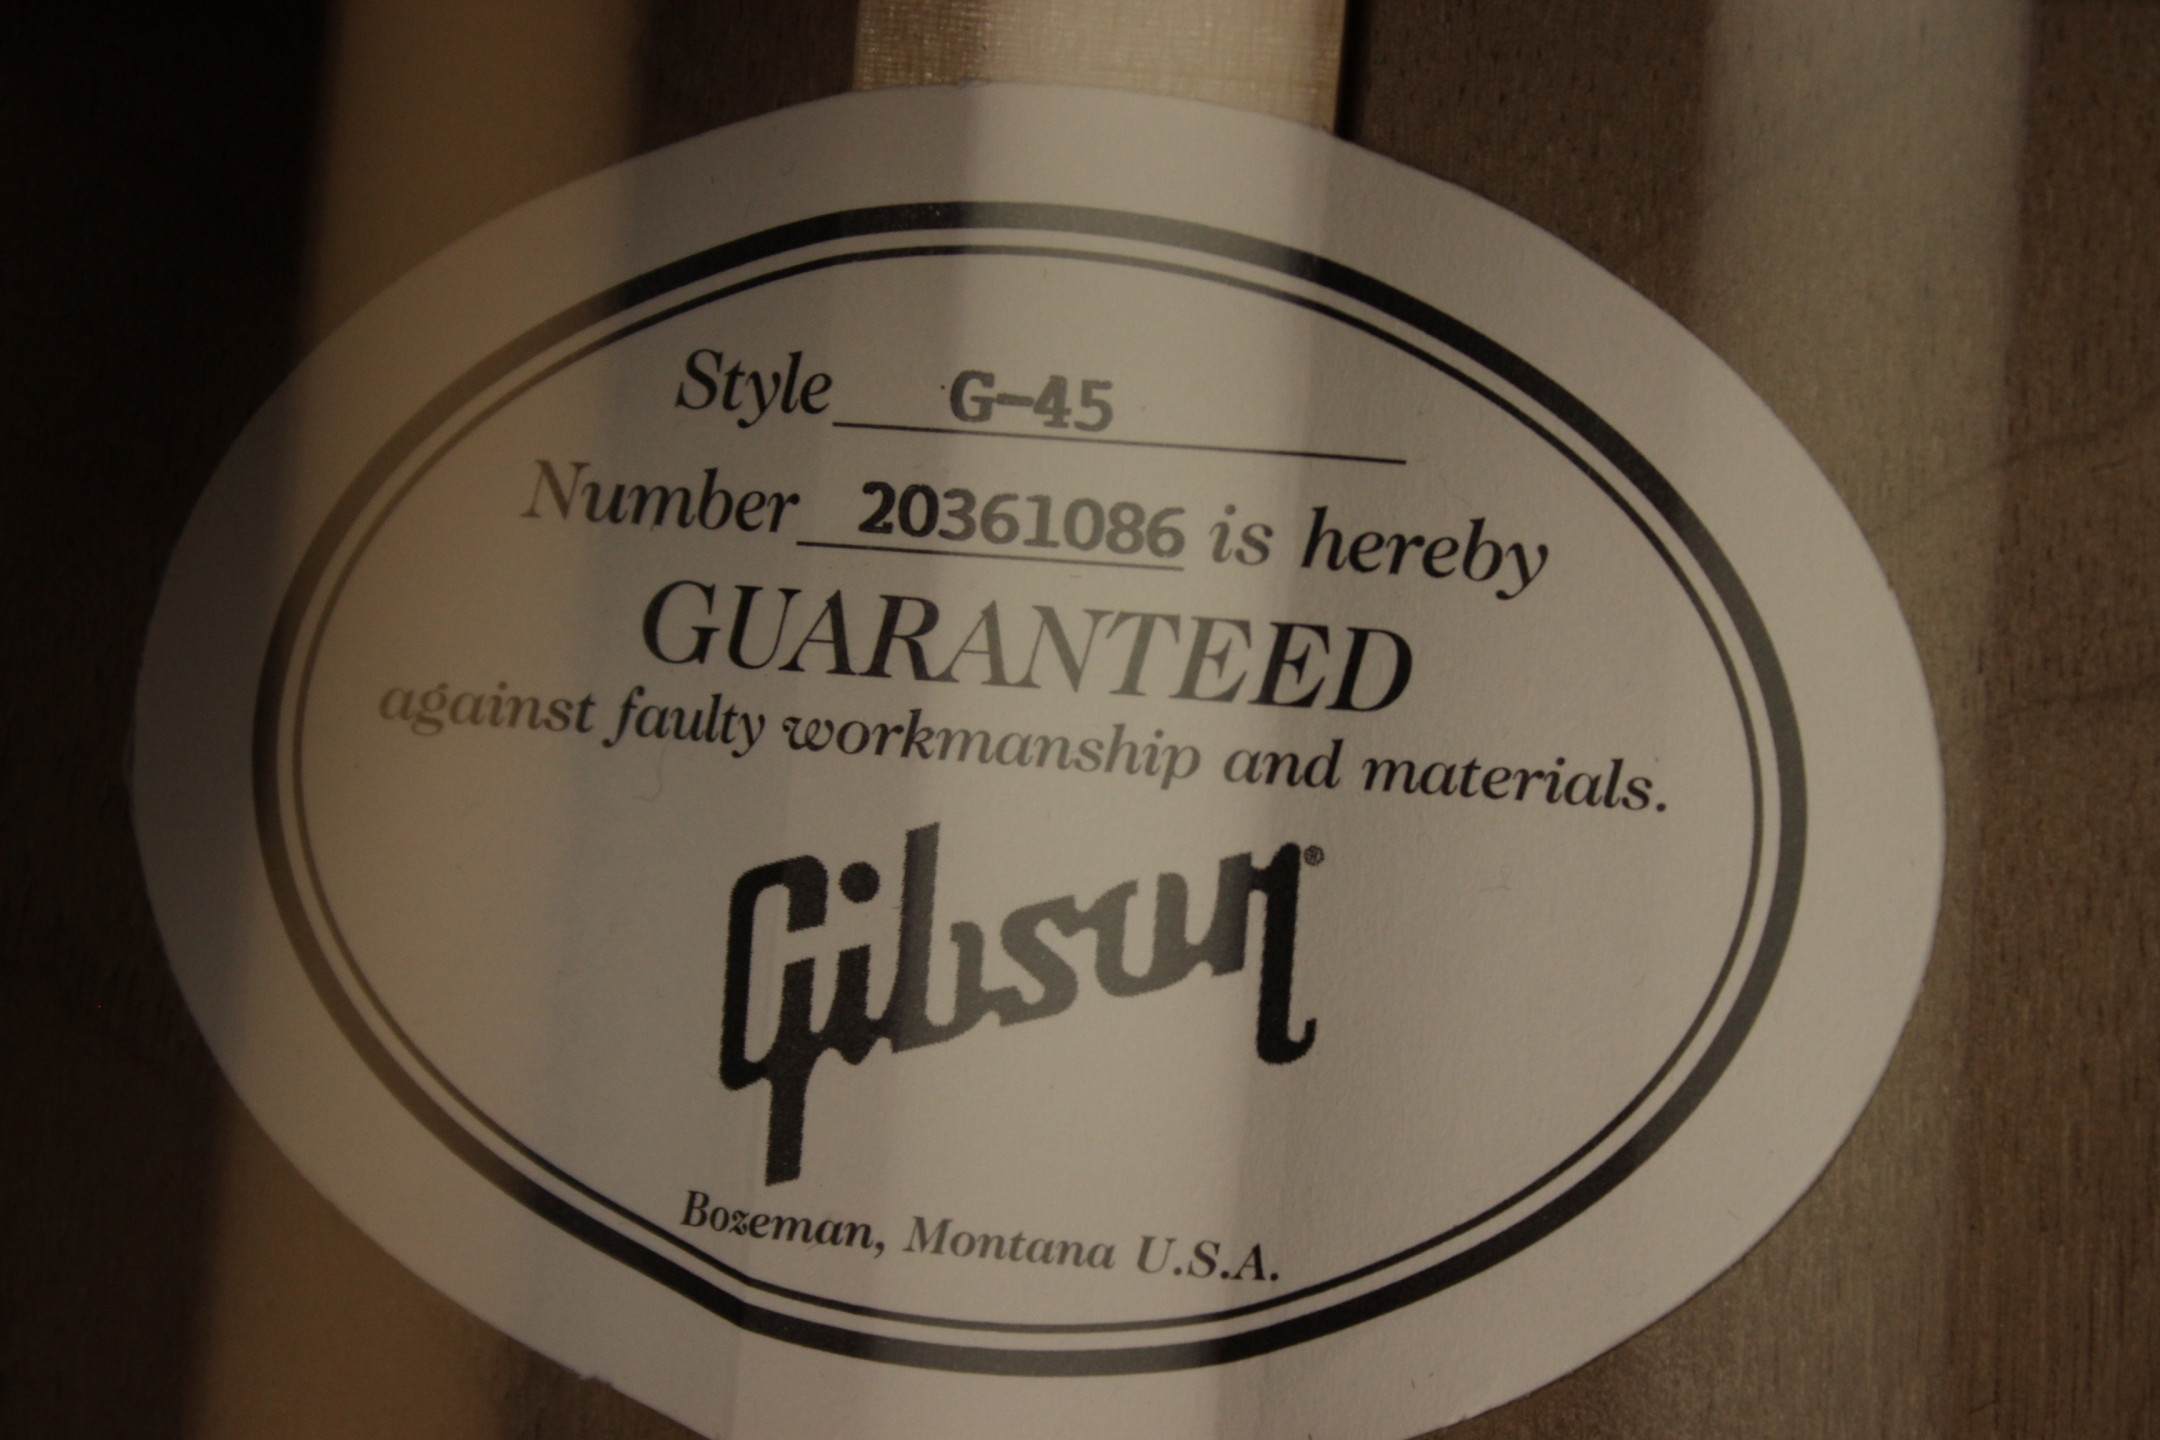 Style G-45
Number 20361086 is hereby
GUARANTEED
against faulty workmanship and materials.
Gibson®
Bozeman, Montana U.S.A.